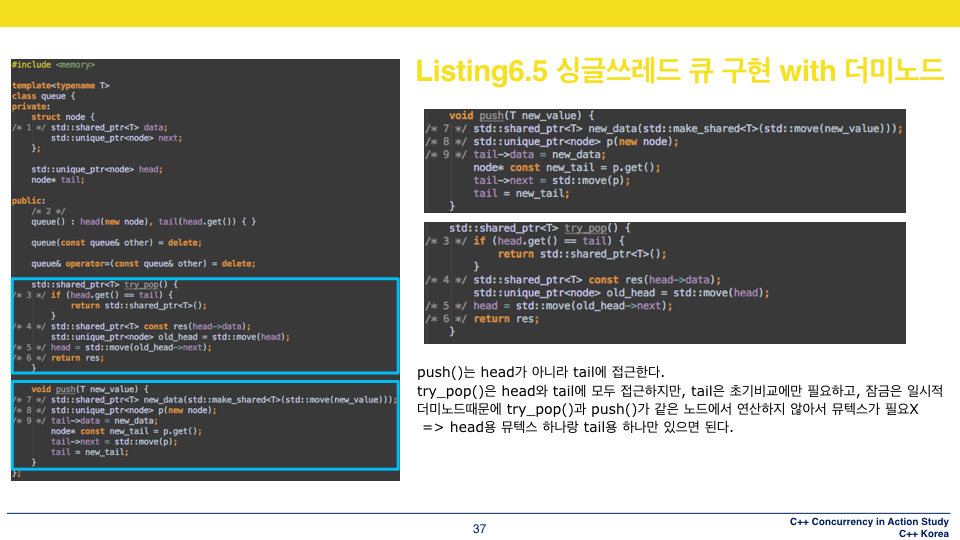 #include <memory>
template<typename T>
class queue {
private:
struct node {
/* 1 */ std::shared_ptr<T> data;
std::unique_ptr<node> next;
};
std::unique_ptr<node> head;
node* tail;
public:
/* 2 */
queue() : head(new node), tail(head.get()) { }
queue(const queue& other) = delete;
queue& operator=(const queue& other) = delete;
std::shared_ptr<T> try_pop() {
/* 3 */ if (head.get() == tail) {
return std::shared_ptr<T>();
}
/* 4 */ std::shared_ptr<T> const res(head->data);
std::unique_ptr<node> old_head = std::move(head);
/* 5 */ head = std::move(old_head->next);
/* 6 */ return res;
}
void push(T new_value) {
/* 7 */ std::shared_ptr<T> new_data(std::make_shared<T>(std::move(new_value)));
/* 8 */ std::unique_ptr<node> p(new node);
/* 9 */ tail->data = new_data;
node* const new_tail = p.get();
tail->next = std::move(p);
tail = new_tail;
}
};
Listing6.5 싱글쓰레드 큐 구현 with 더미노드
void push(T new_value) {
/* 7 */ std::shared_ptr<T> new_data(std::make_shared<T>(std::move(new_value)));
/* 8 */ std::unique_ptr<node> p(new node);
/* 9 */ tail->data = new_data;
node* const new_tail = p.get();
tail->next = std::move(p);
tail = new_tail;
}
std::shared_ptr<T> try_pop() {
/* 3 */ if (head.get() == tail) {
return std::shared_ptr<T>();
}
/* 4 */ std::shared_ptr<T> const res(head->data);
std::unique_ptr<node> old_head = std::move(head);
/* 5 */ head = std::move(old_head->next);
/* 6 */ return res;
}
push()는 head가 아니라 tail에 접근한다.
try_pop()은 head와 tail에 모두 접근하지만, tail은 초기비교에만 필요하고, 잠금은 일시적
더미노드때문에 try_pop()과 push()가 같은 노드에서 연산하지 않아서 뮤텍스가 필요X
=> head용 뮤텍스 하나랑 tail용 하나만 있으면 된다.
37
C++ Concurrency in Action Study
C++ Korea